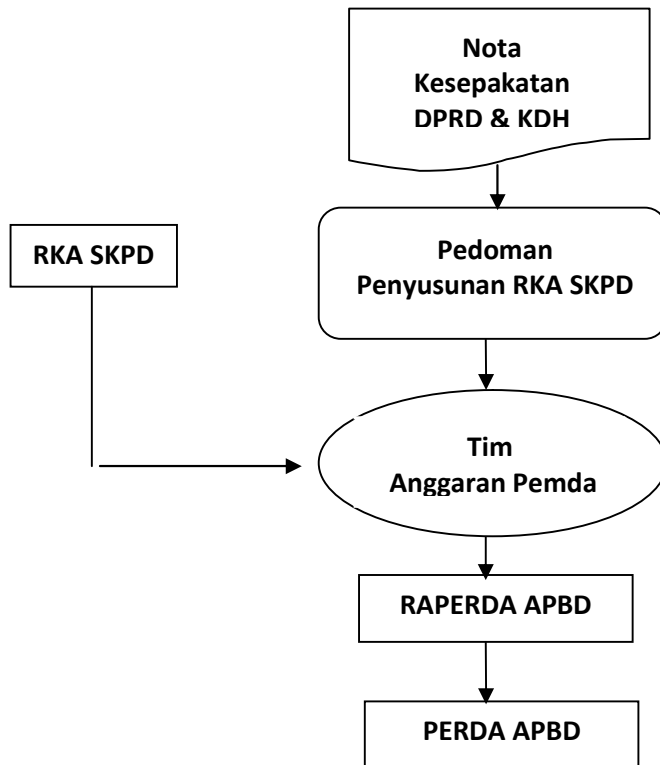 Nota
Kesepakatan
DPRD & KDH
Pedoman
Penyusunan RKA SKPD
RKA SKPD
Tim
Anggaran Pemda
RAPERDA APBD
PERDA APBD